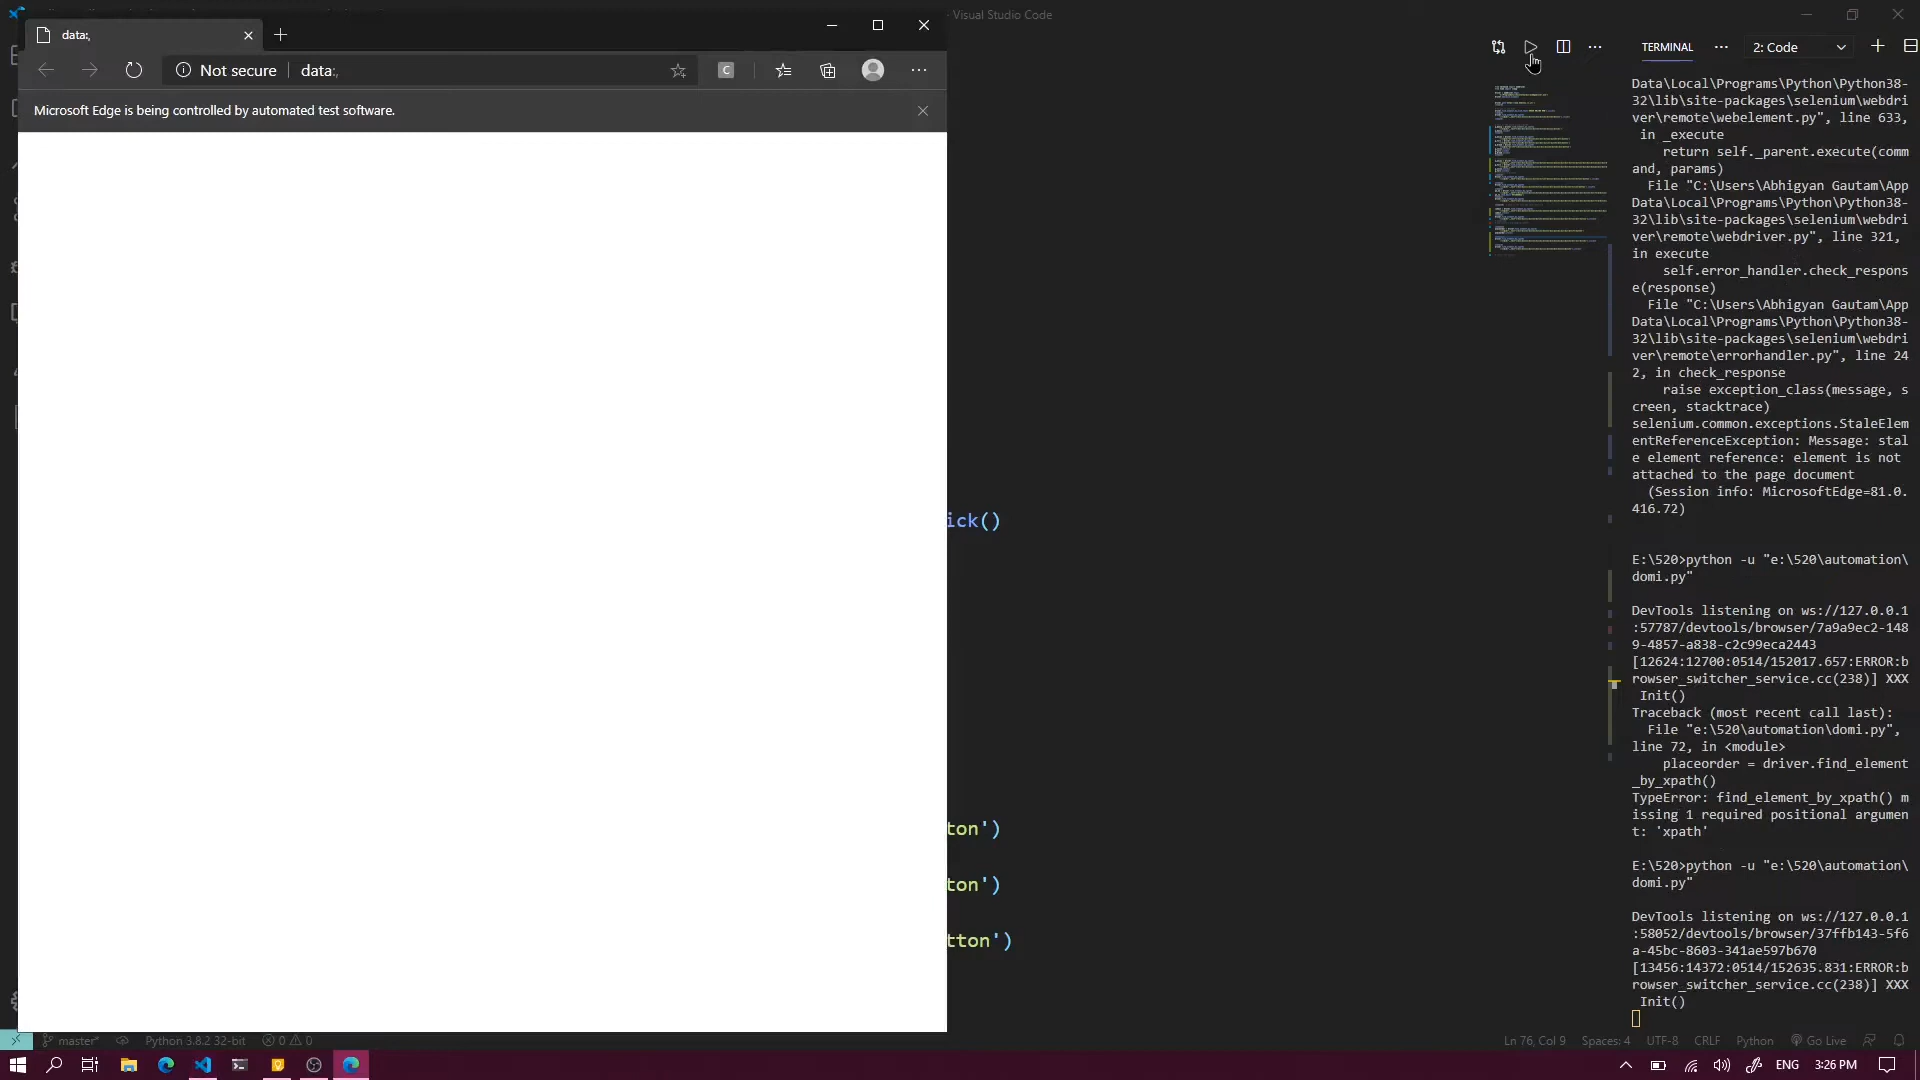 data:,
- Visual Studio Code
Not secure
data:,
C
Microsoft Edge is being controlled by automated test software.
ick()
ton')
ton')
tton')
TERMINAL
2: Code
Data\Local\Programs\Python\Python38-
32\lib\site-packages\selenium\webdri
ver\remote\webelement.py", line 633,
in _execute
return self._parent.execute(comm
and, params)
File "C:\Users\Abhigyan Gautam\App
Data\Local\Programs\Python\Python38-
32\lib\site-packages\selenium\webdri
ver\remote\webdriver.py", line 321,
in execute
self.error_handler.check_respons
e(response)
File "C:\Users\Abhigyan Gautam\App
Data\Local\Programs\Python\Python38-
32\lib\site-packages\selenium\webdri
ver\remote\errorhandler.py", line 24
2, in check_response
raise exception_class(message, s
creen, stacktrace)
selenium.common.exceptions.StaleElem
entReferenceException: Message: stal
e element reference: element is not
attached to the page document
(Session info: MicrosoftEdge=81.0.
416.72)
E:\520>python -u "e:\520\automation\
domi.py"
DevTools listening on ws://127.0.0.1
:57787/devtools/browser/7a9a9ec2-148
9-4857-a838-c2c99eca2443
[12624:12700:0514/152017.657:ERROR:b
rowser_switcher_service.cc(238)] XXX
Init()
Traceback (most recent call last):
File "e:\520\automation\domi.py",
line 72, in <module>
placeorder = driver.find_element
_by_xpath()
TypeError: find_element_by_xpath() m
issing 1 required positional argumen
t: 'xpath'
E:\520>python -u "e:\520\automation\
domi.py"
DevTools listening on ws://127.0.0.1
:58052/devtools/browser/37ffb143-5f6
a-45bc-8603-341ae597b670
[13456:14372:0514/152635.831:ERROR:b
rowser_switcher_service.cc(238)] XXX
Init()
master*
Python 3.8.2 32-bit
0
0
Ln 76, Col 9
Spaces: 4
UTF-8
CRLF
Python
Go Live
ENG
3:26 PM